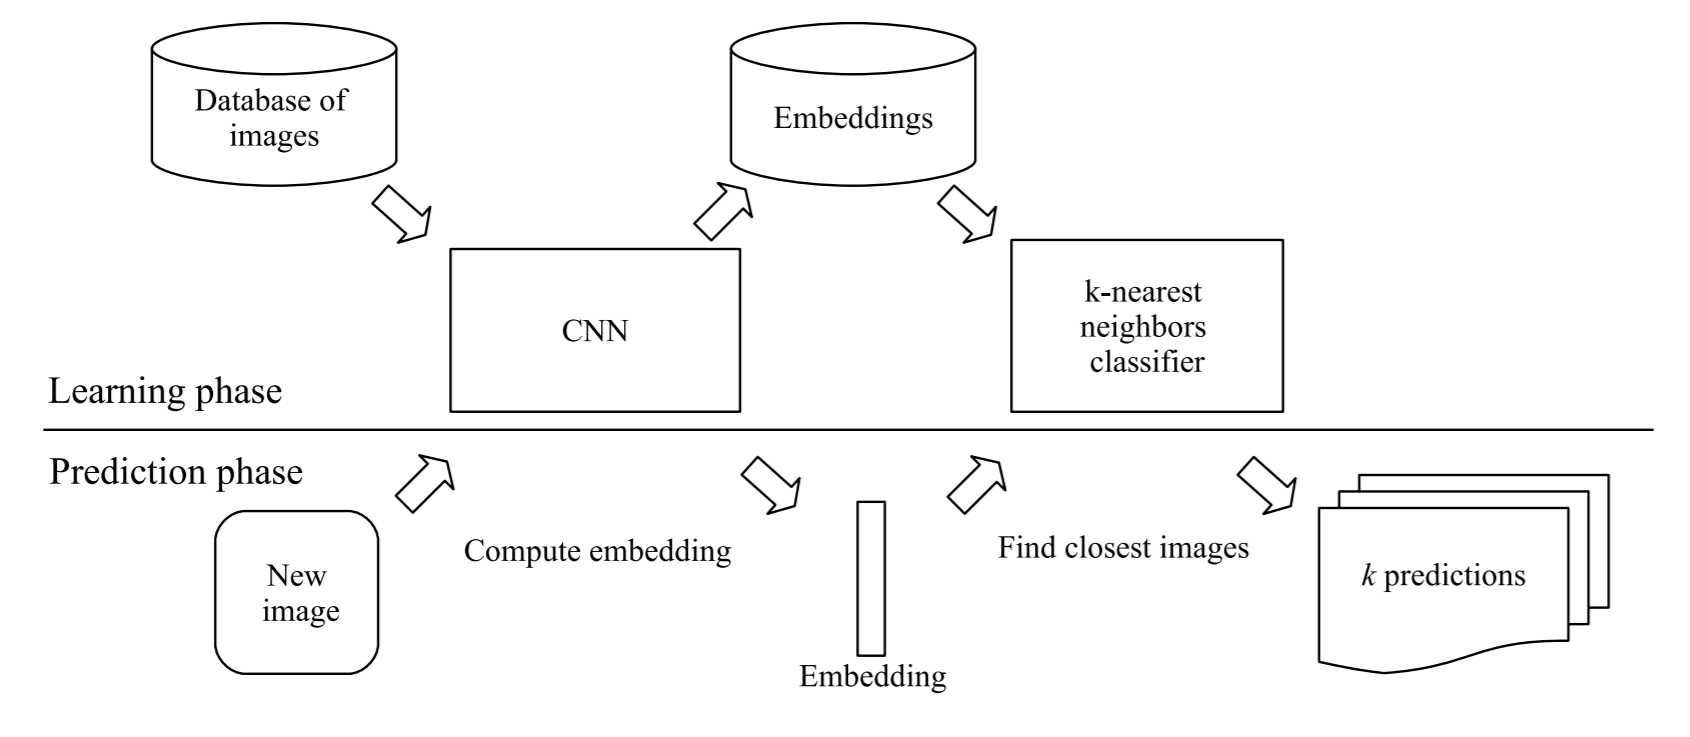 Database of
images
Embeddings
CNN
k-nearest
neighbors
classifier
Learning phase
Prediction phase
New
image
Compute embedding
Embedding
Find closest images
k predictions